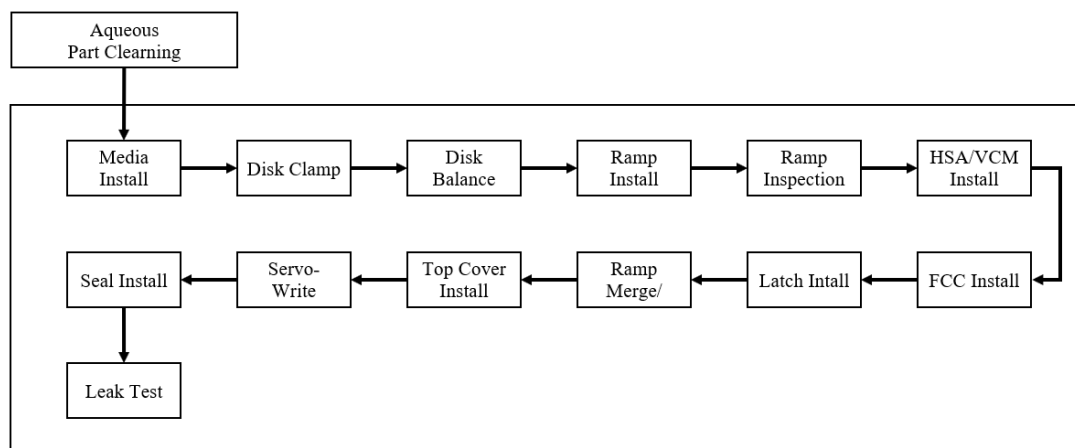 Aqueous
Part Clearning
Media
Install
Disk Clamp
Disk
Balance
Ramp
Install
Ramp
Inspection
HSA/VCM
Install
FCC Install
Latch Intall
Ramp
Merge/
Top Cover
Install
Servo-
Write
Seal Install
Leak Test